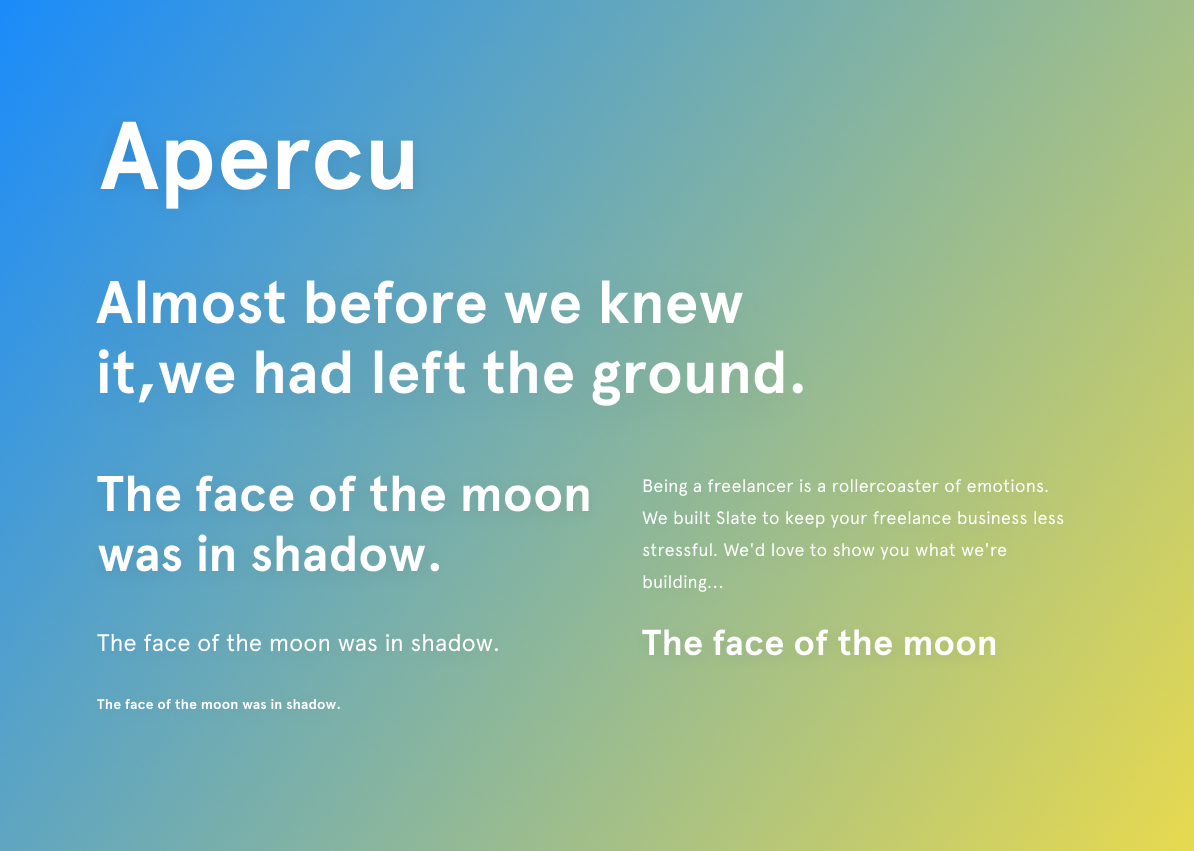 Apercu
Almost before we knew
it,we had left the ground.
The face of the moon
was in shadow.
The face of the moon was in shadow.
The face of the moon was in shadow.
Being a freelancer is a rollercoaster of emotions.
We built Slate to keep your freelance business less
stressful. We'd love to show you what we're
building...
The face of the moon